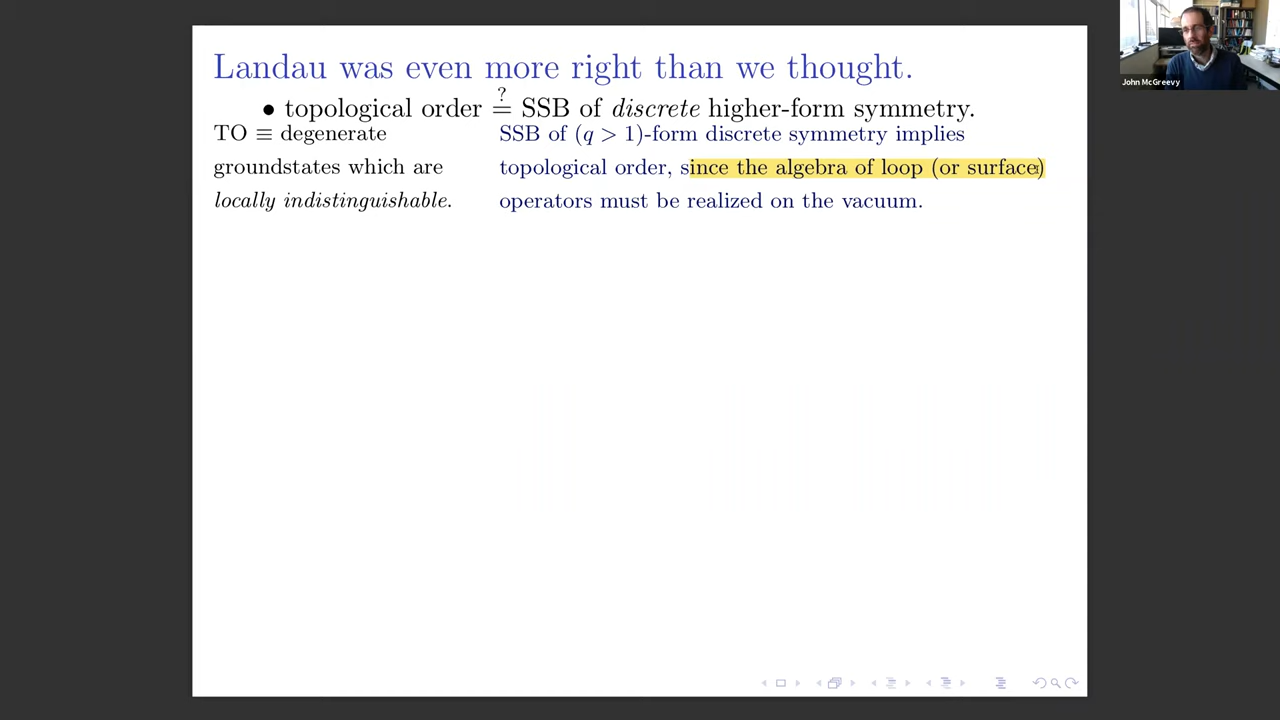 Landau was even more right than we thought.
• topological order ?= SSB of discrete higher-form symmetry.
TO ≡ degenerate
groundstates which are
locally indistinguishable.
SSB of (q > 1)-form discrete symmetry implies
topological order, since the algebra of loop (or surface)
operators must be realized on the vacuum.
John McGreevy